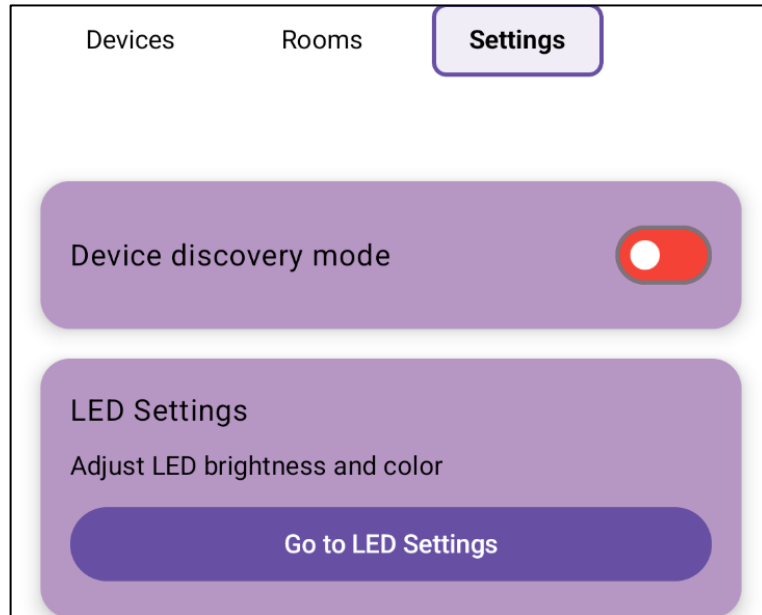 Devices Rooms Settings
Device discovery mode
LED Settings
Adjust LED brightness and color
Go to LED Settings